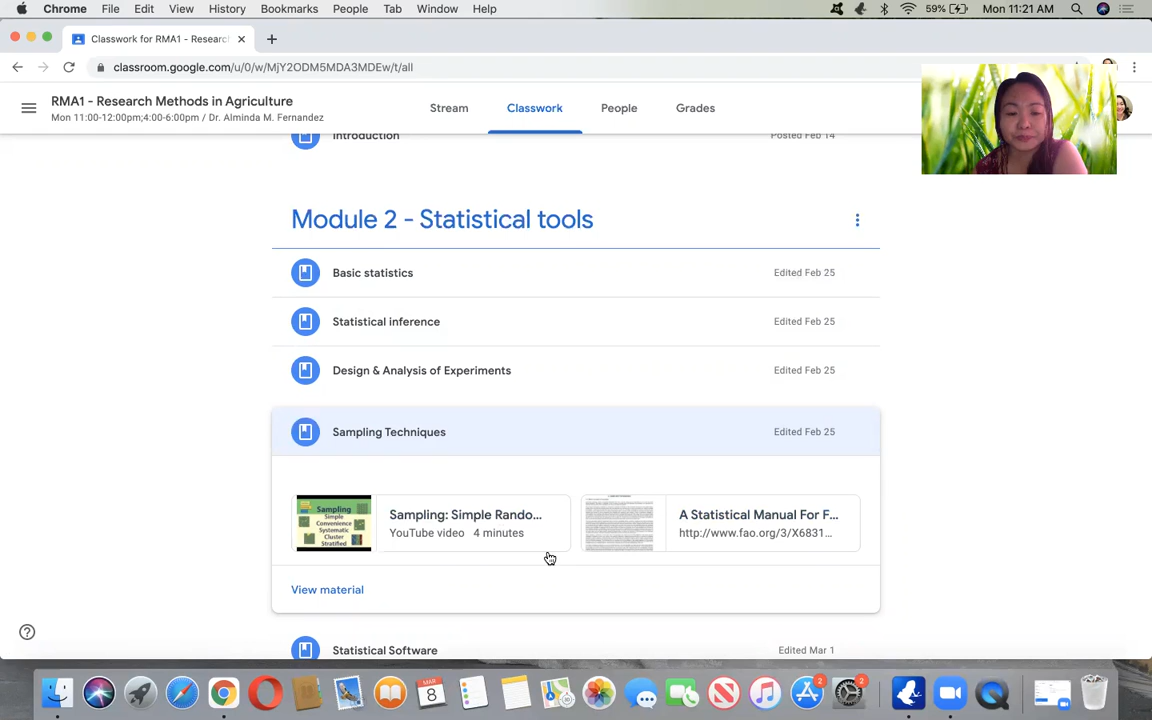 Chrome File Edit View History Bookmarks People Tab Window Help 59% Mon 11:21 AM
Classwork for RMA1 - Researc
classroom.google.com/u/0/w/MjY2ODM5MDA3MDEw/t/all
RMA1 - Research Methods in Agriculture
Mon 11:00-12:00pm;4:00-6:00pm / Dr. Alminda M. Fernandez
Stream Classwork People Grades
Introduction Posted Feb 14
Module 2 - Statistical tools
Basic statistics Edited Feb 25
Statistical inference Edited Feb 25
Design & Analysis of Experiments Edited Feb 25
Sampling Techniques Edited Feb 25
Sampling
Simple
Convenience
Systematic
Cluster
Stratified
Sampling: Simple Rando...
YouTube video 4 minutes
A Statistical Manual For F...
http://www.fao.org/3/X6831...
View material
Statistical Software Edited Mar 1
MAR
8
2
2